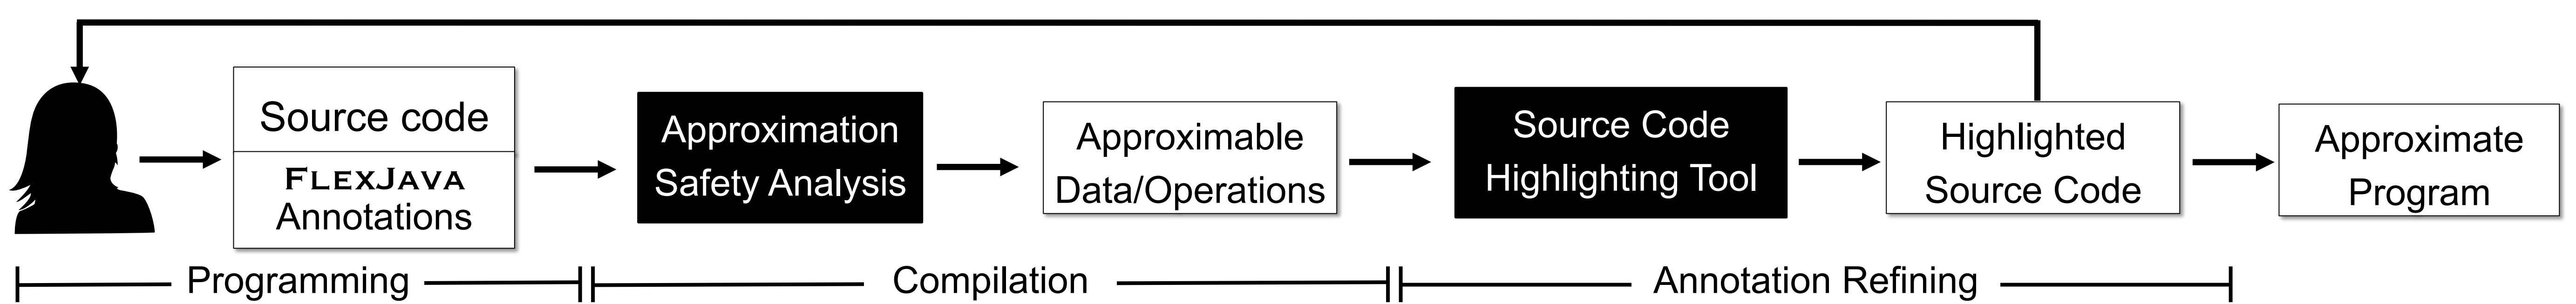 Source code
FLEXJAVA
Annotations
Approximation
Safety Analysis
Approximable
Data/Operations
Source Code
Highlighting Tool
Highlighted
Source Code
Approximate
Program
Programming
Compilation
Annotation Refining